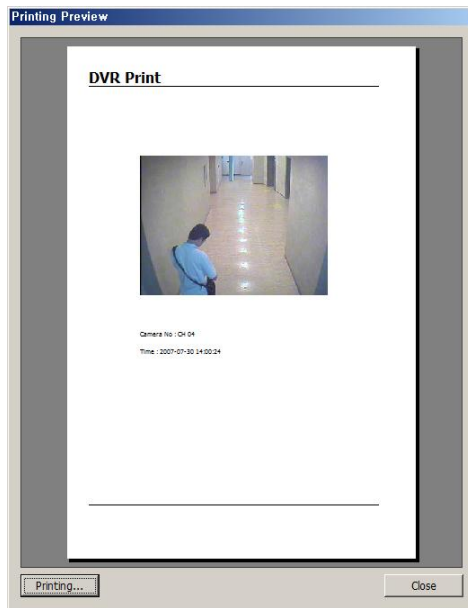 Printing Preview
DVR Print
Camera No : CH 04
Time : 2007-07-30 14:00:24
Printing...
Close